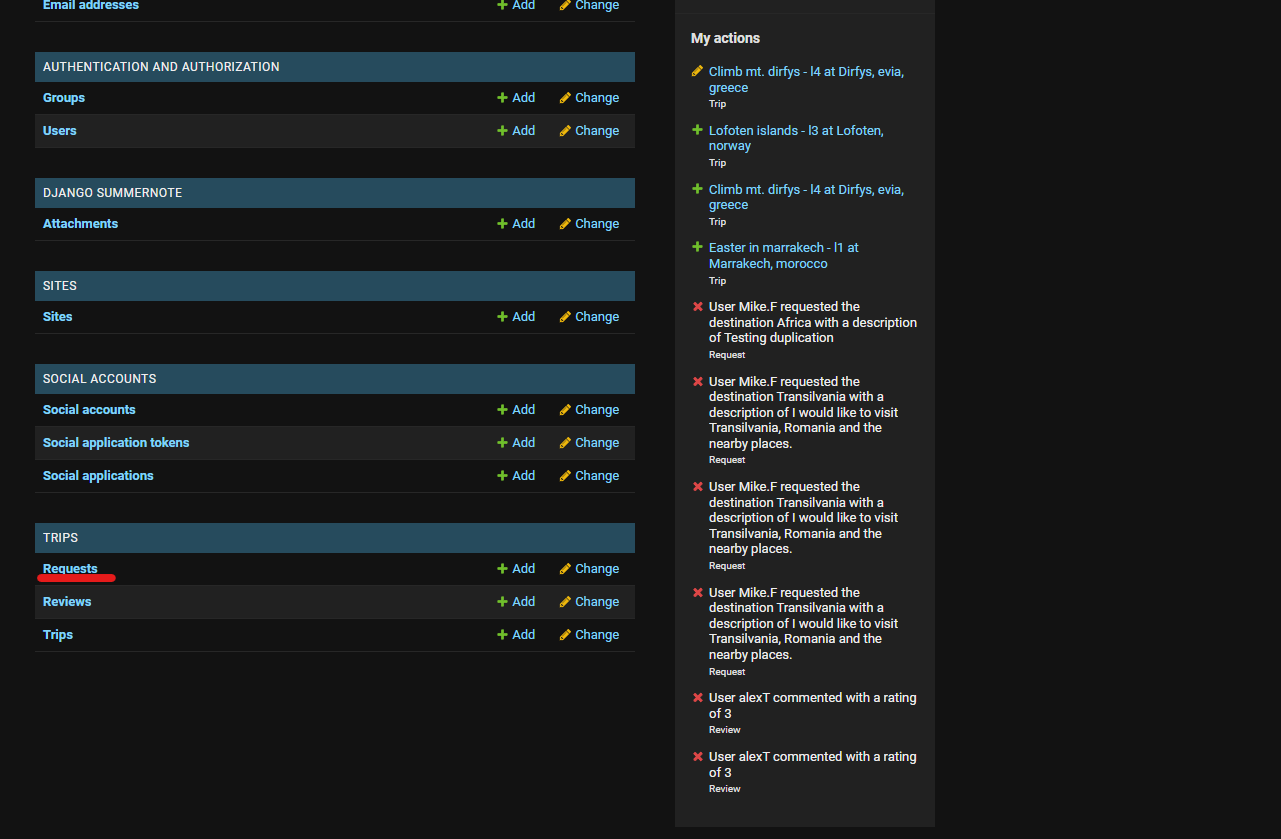 Email addresses
Add
Change
AUTHENTICATION AND AUTHORIZATION
Groups
Add
Change
Users
Add
Change
DJANGO SUMMERNOTE
Attachments
Add
Change
SITES
Sites
Add
Change
SOCIAL ACCOUNTS
Social accounts
Add
Change
Social application tokens
Add
Change
Social applications
Add
Change
TRIPS
Requests
Add
Change
Reviews
Add
Change
Trips
Add
Change
My actions
Climb mt. dirfys - l4 at Dirfys, evia,
greece
Trip
Lofoten islands - l3 at Lofoten,
norway
Trip
Climb mt. dirfys - l4 at Dirfys, evia,
greece
Trip
Easter in marrakech - l1 at
Marrakech, morocco
Trip
User Mike.F requested the
destination Africa with a description
of Testing duplication
Request
User Mike.F requested the
destination Transilvania with a
description of I would like to visit
Transilvania, Romania and the
nearby places.
Request
User Mike.F requested the
destination Transilvania with a
description of I would like to visit
Transilvania, Romania and the
nearby places.
Request
User Mike.F requested the
destination Transilvania with a
description of I would like to visit
Transilvania, Romania and the
nearby places.
Request
User alexT commented with a rating
of 3
Review
User alexT commented with a rating
of 3
Review